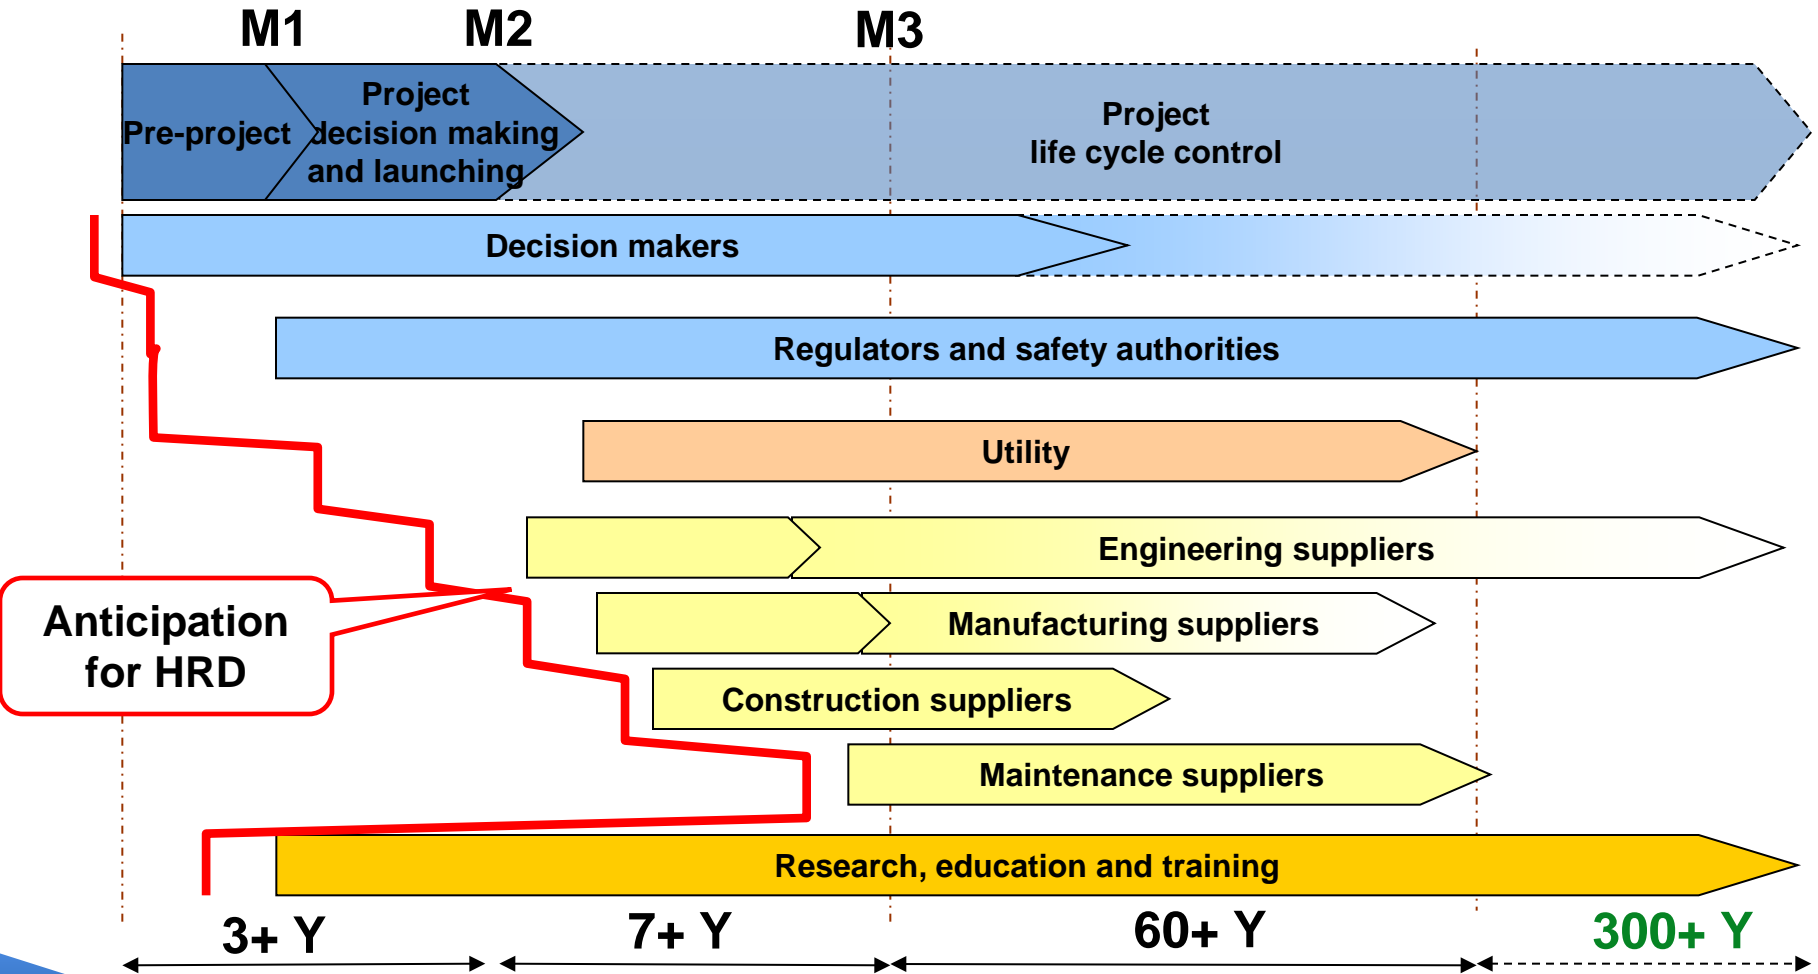 M1 M2 M3
Project
Pre-project decision making
and launching
Project
life cycle control
Decision makers
Regulators and safety authorities
Utility
Engineering suppliers
Anticipation
for HRD
Manufacturing suppliers
Construction suppliers
Maintenance suppliers
Research, education and training
3+ Y 7+ Y 60+ Y 300+ Y